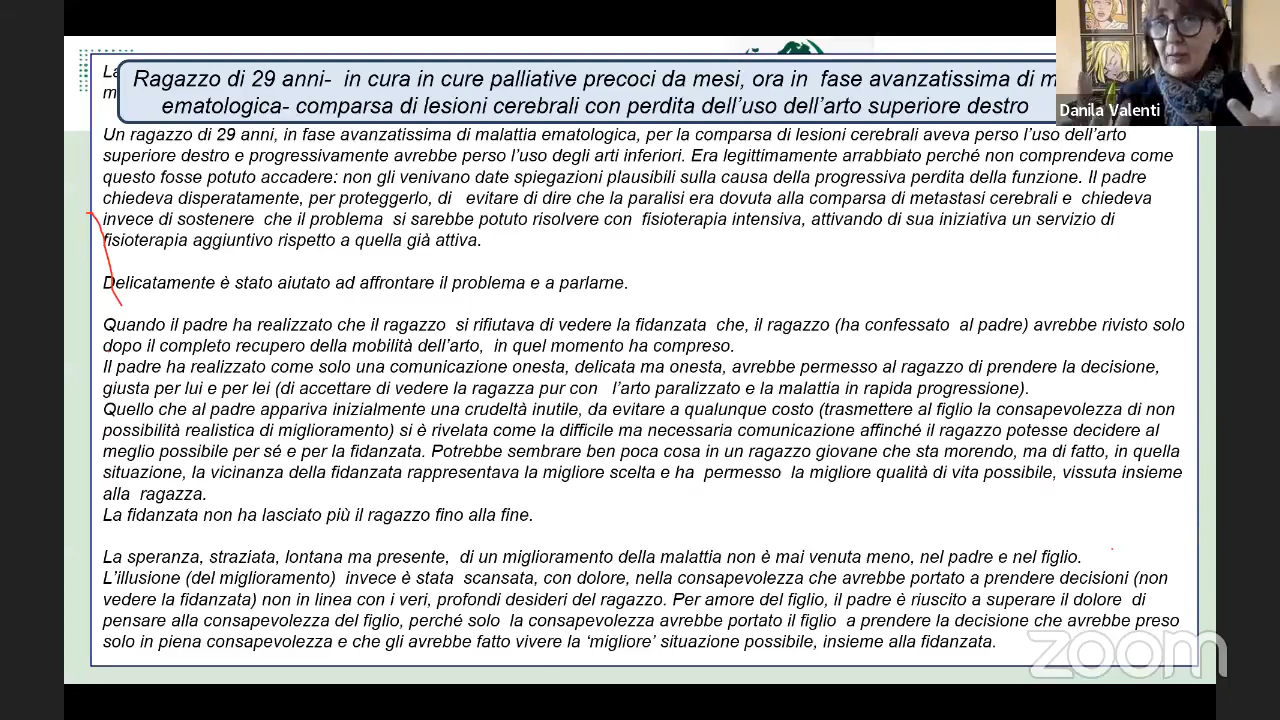 La
m
Ragazzo di 29 anni- in cura in cure palliative precoci da mesi, ora in fase avanzatissima di m
ematologica- comparsa di lesioni cerebrali con perdita dell'uso dell'arto superiore destro
Danila Valenti
Un ragazzo di 29 anni, in fase avanzatissima di malattia ematologica, per la comparsa di lesioni cerebrali aveva perso l'uso dell'arto
superiore destro e progressivamente avrebbe perso l'uso degli arti inferiori. Era legittimamente arrabbiato perché non comprendeva come
questo fosse potuto accadere: non gli venivano date spiegazioni plausibili sulla causa della progressiva perdita della funzione. Il padre
chiedeva disperatamente, per proteggerlo, di evitare di dire che la paralisi era dovuta alla comparsa di metastasi cerebrali e chiedeva
invece di sostenere che il problema si sarebbe potuto risolvere con fisioterapia intensiva, attivando di sua iniziativa un servizio di
fisioterapia aggiuntivo rispetto a quella già attiva.
Delicatamente è stato aiutato ad affrontare il problema e a parlarne.
Quando il padre ha realizzato che il ragazzo si rifiutava di vedere la fidanzata che, il ragazzo (ha confessato al padre) avrebbe rivisto solo
dopo il completo recupero della mobilità dell'arto, in quel momento ha compreso.
Il padre ha realizzato come solo una comunicazione onesta, delicata ma onesta, avrebbe permesso al ragazzo di prendere la decisione,
giusta per lui e per lei (di accettare di vedere la ragazza pur con l'arto paralizzato e la malattia in rapida progressione).
Quello che al padre appariva inizialmente una crudeltà inutile, da evitare a qualunque costo (trasmettere al figlio la consapevolezza di non
possibilità realistica di miglioramento) si è rivelata come la difficile ma necessaria comunicazione affinché il ragazzo potesse decidere al
meglio possibile per sé e per la fidanzata. Potrebbe sembrare ben poca cosa in un ragazzo giovane che sta morendo, ma di fatto, in quella
situazione, la vicinanza della fidanzata rappresentava la migliore scelta e ha permesso la migliore qualità di vita possibile, vissuta insieme
alla ragazza.
La fidanzata non ha lasciato più il ragazzo fino alla fine.
La speranza, straziata, lontana ma presente, di un miglioramento della malattia non è mai venuta meno, nel padre e nel figlio.
L'illusione (del miglioramento) invece è stata scansata, con dolore, nella consapevolezza che avrebbe portato a prendere decisioni (non
vedere la fidanzata) non in linea con i veri, profondi desideri del ragazzo. Per amore del figlio, il padre è riuscito a superare il dolore di
pensare alla consapevolezza del figlio, perché solo la consapevolezza avrebbe portato il figlio a prendere la decisione che avrebbe preso
solo in piena consapevolezza e che gli avrebbe fatto vivere la 'migliore' situazione possibile, insieme alla fidanzata.
zoom